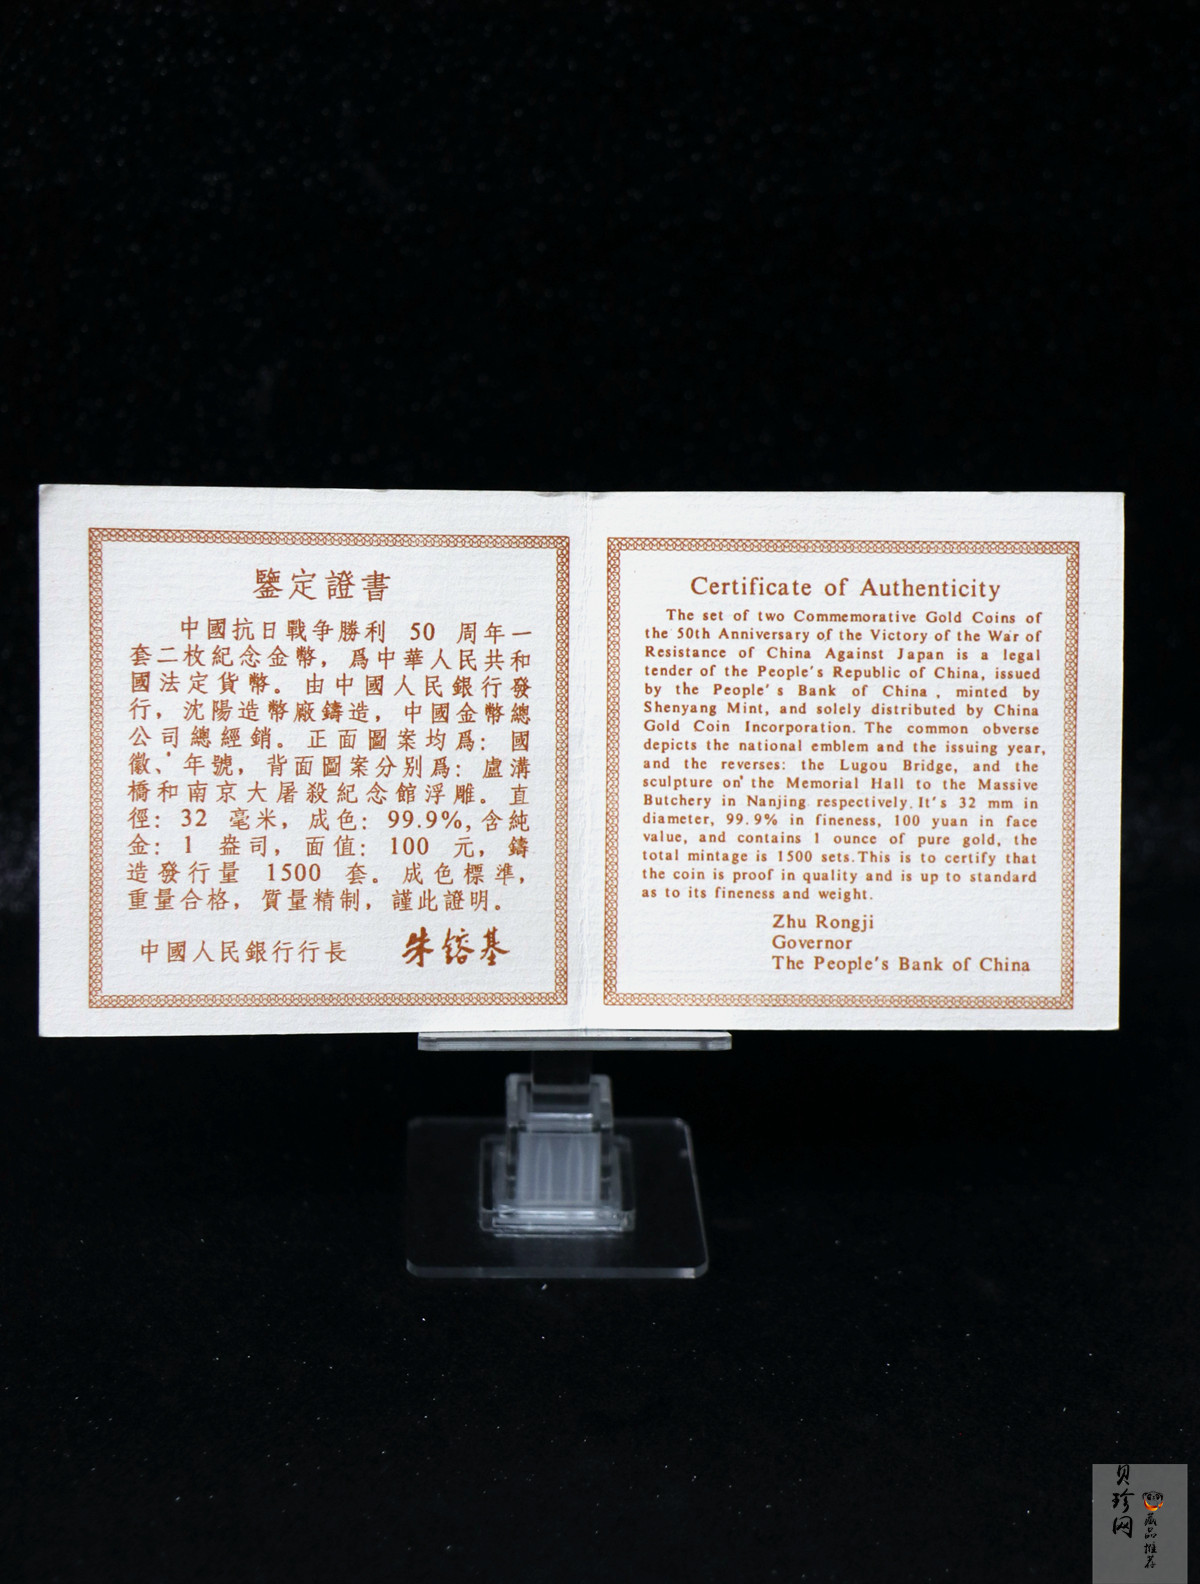 鑒定證書
中國抗日戰争勝利 50 周年一
套二枚紀念金幣，爲中華人民共和
國法定貨幣。由中國人民銀行發
行，沈陽造幣廠鑄造，中國金幣總
公司總經銷。正面圖案均爲：國
徽、年號，背面圖案分别爲：盧溝
橋和南京大屠殺紀念館浮雕。直
徑：32 毫米，成色：99.9%，含純
金：1 盎司，面值：100 元，鑄
造發行量 1500 套。成色標準，
重量合格，質量精制，謹此證明。
中國人民銀行行長 朱鎔基
Certificate of Authenticity
The set of two Commemorative Gold Coins of
the 50th Anniversary of the Victory of the War of
Resistance of China Against Japan is a legal
tender of the People's Republic of China, issued
by the People's Bank of China , minted by
Shenyang Mint, and solely distributed by China
Gold Coin Incorporation. The common obverse
depicts the national emblem and the issuing year,
and the reverses: the Lugou Bridge, and the
sculpture on the Memorial Hall to the Massive
Butchery in Nanjing respectively. It's 32 mm in
diameter, 99.9% in fineness, 100 yuan in face
value, and contains 1 ounce of pure gold, the
total mintage is 1500 sets. This is to certify that
the coin is proof in quality and is up to standard
as to its fineness and weight.
Zhu Rongji
Governor
The People's Bank of China
贝珍网
藏品推荐